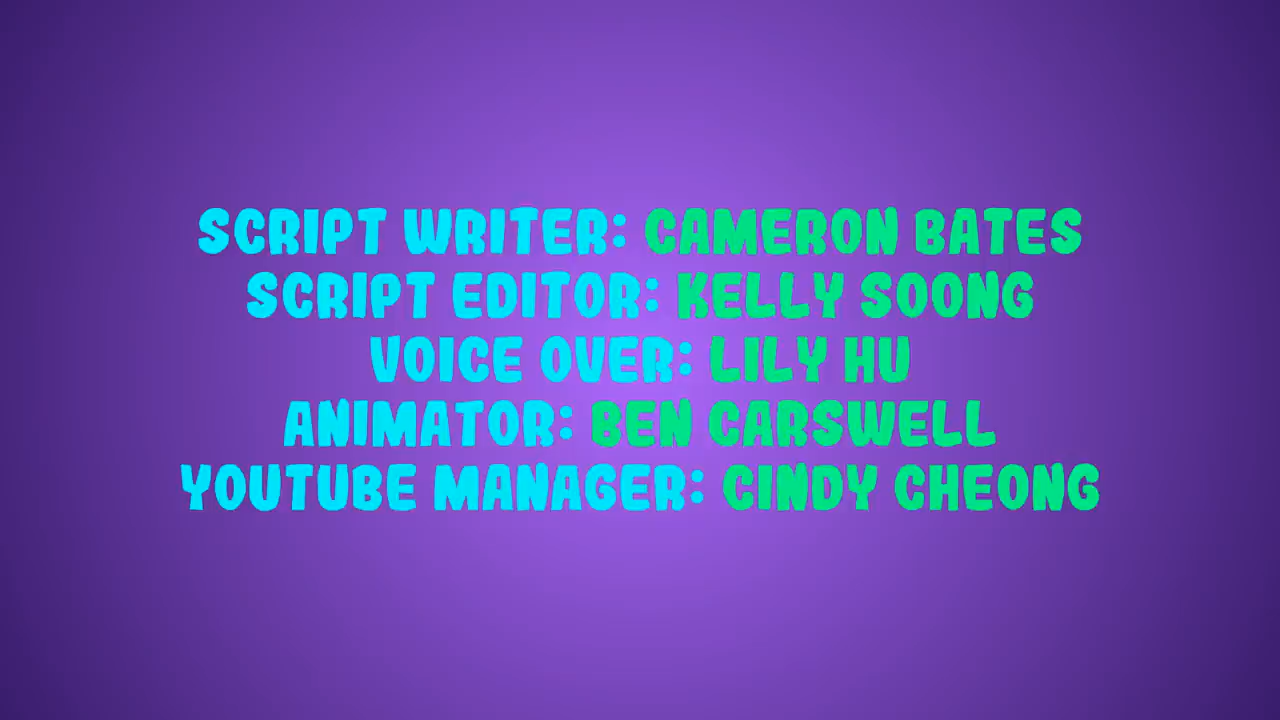 SCRIPT WRITER: CAMERON BATES
SCRIPT EDITOR: KELLY SOONG
VOICE OVER: LILY HU
ANIMATOR: BEN CARSWELL
YOUTUBE MANAGER: CINDY CHEONG